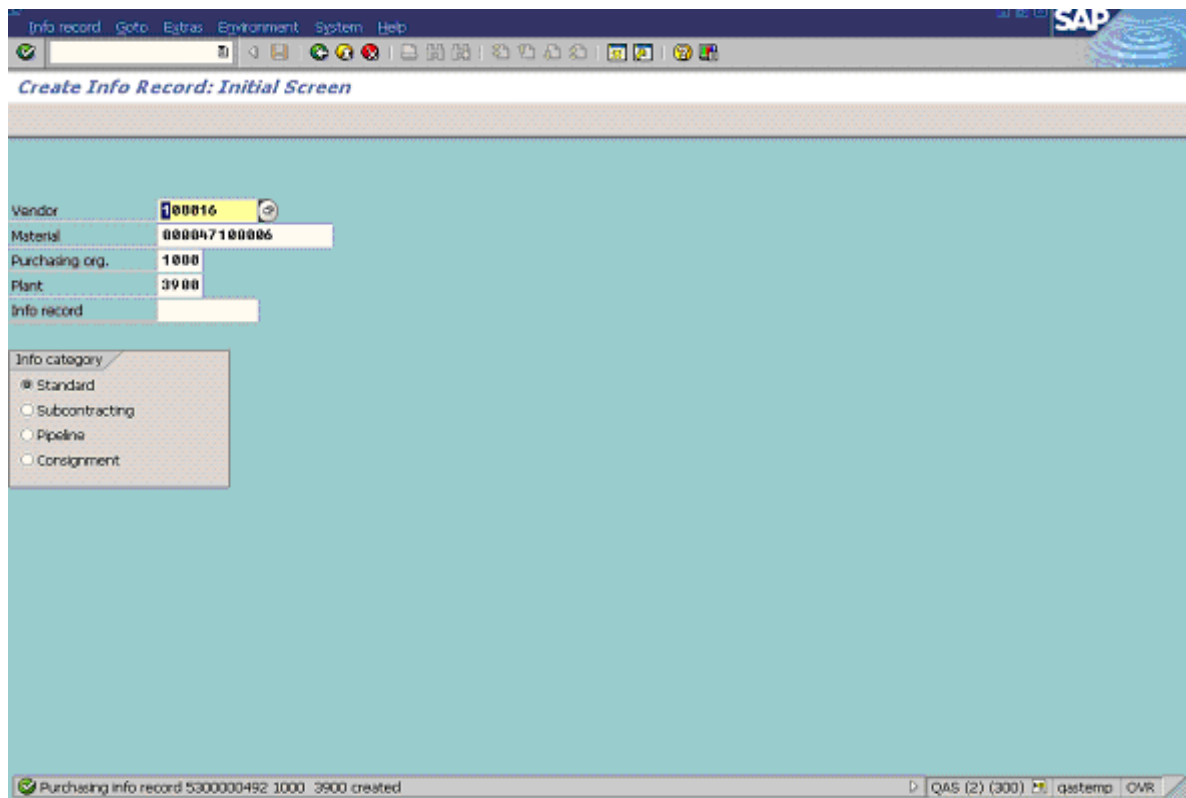 Info record Goto Extras Environment System Help
SAP
Create Info Record: Initial Screen
Vendor 100016
Material 000047100006
Purchasing org. 1000
Plant 3900
Info record
Info category
Standard
Subcontracting
Pipeline
Consignment
Purchasing info record 5300000492 1000 3900 created
QAS (2) (300) qastemp OVR